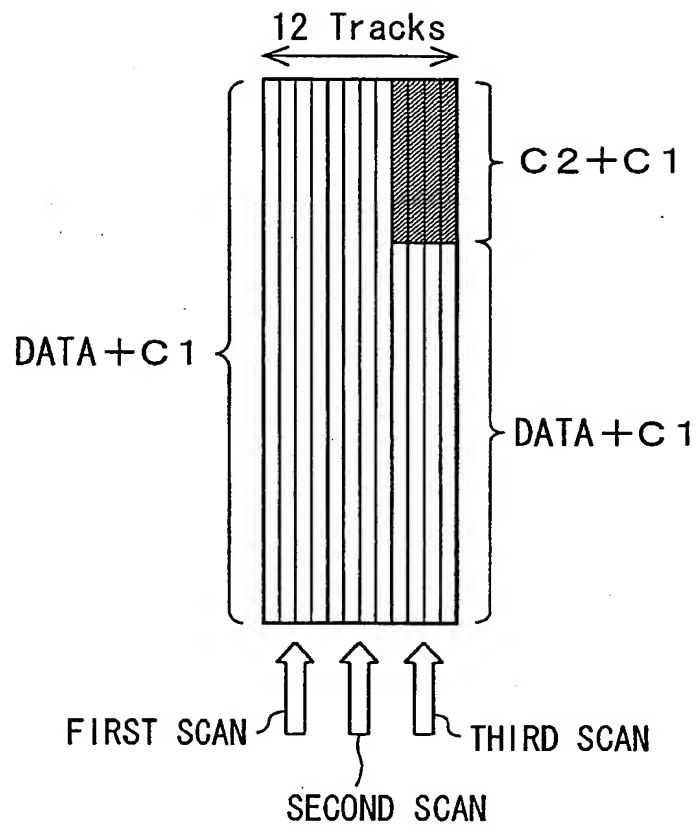 12 Tracks
C2+C1
DATA+C1
DATA+C1
FIRST SCAN
THIRD SCAN
SECOND SCAN